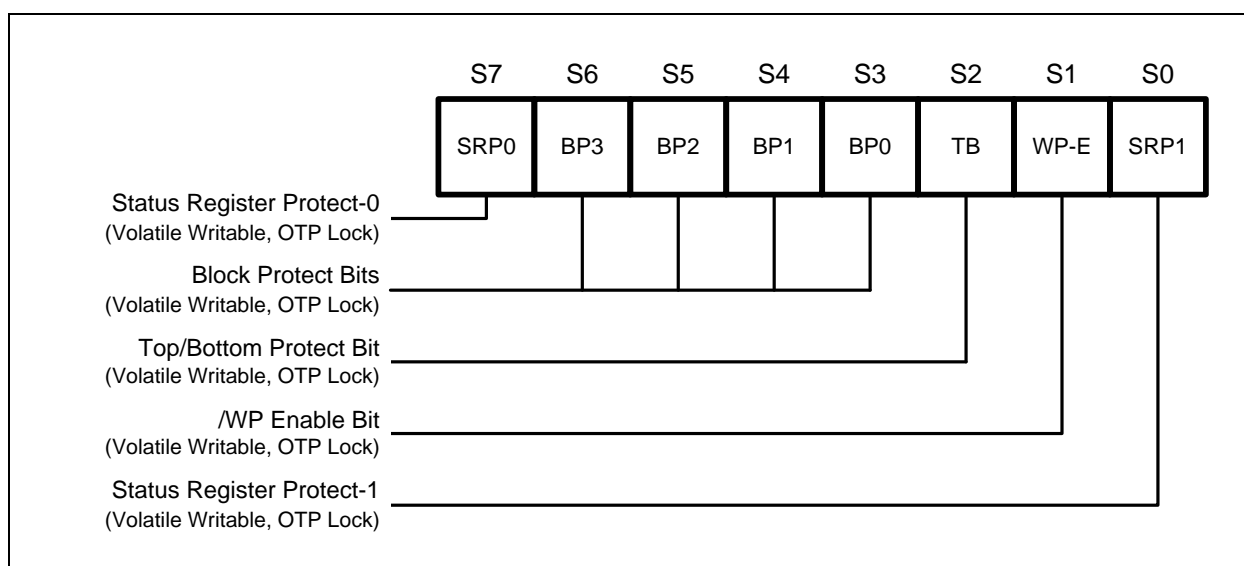 S7 S6 S5 S4 S3 S2 S1 S0
SRP0 BP3 BP2 BP1 BP0 TB WP-E SRP1
Status Register Protect-0
(Volatile Writable, OTP Lock)
Block Protect Bits
(Volatile Writable, OTP Lock)
Top/Bottom Protect Bit
(Volatile Writable, OTP Lock)
/WP Enable Bit
(Volatile Writable, OTP Lock)
Status Register Protect-1
(Volatile Writable, OTP Lock)